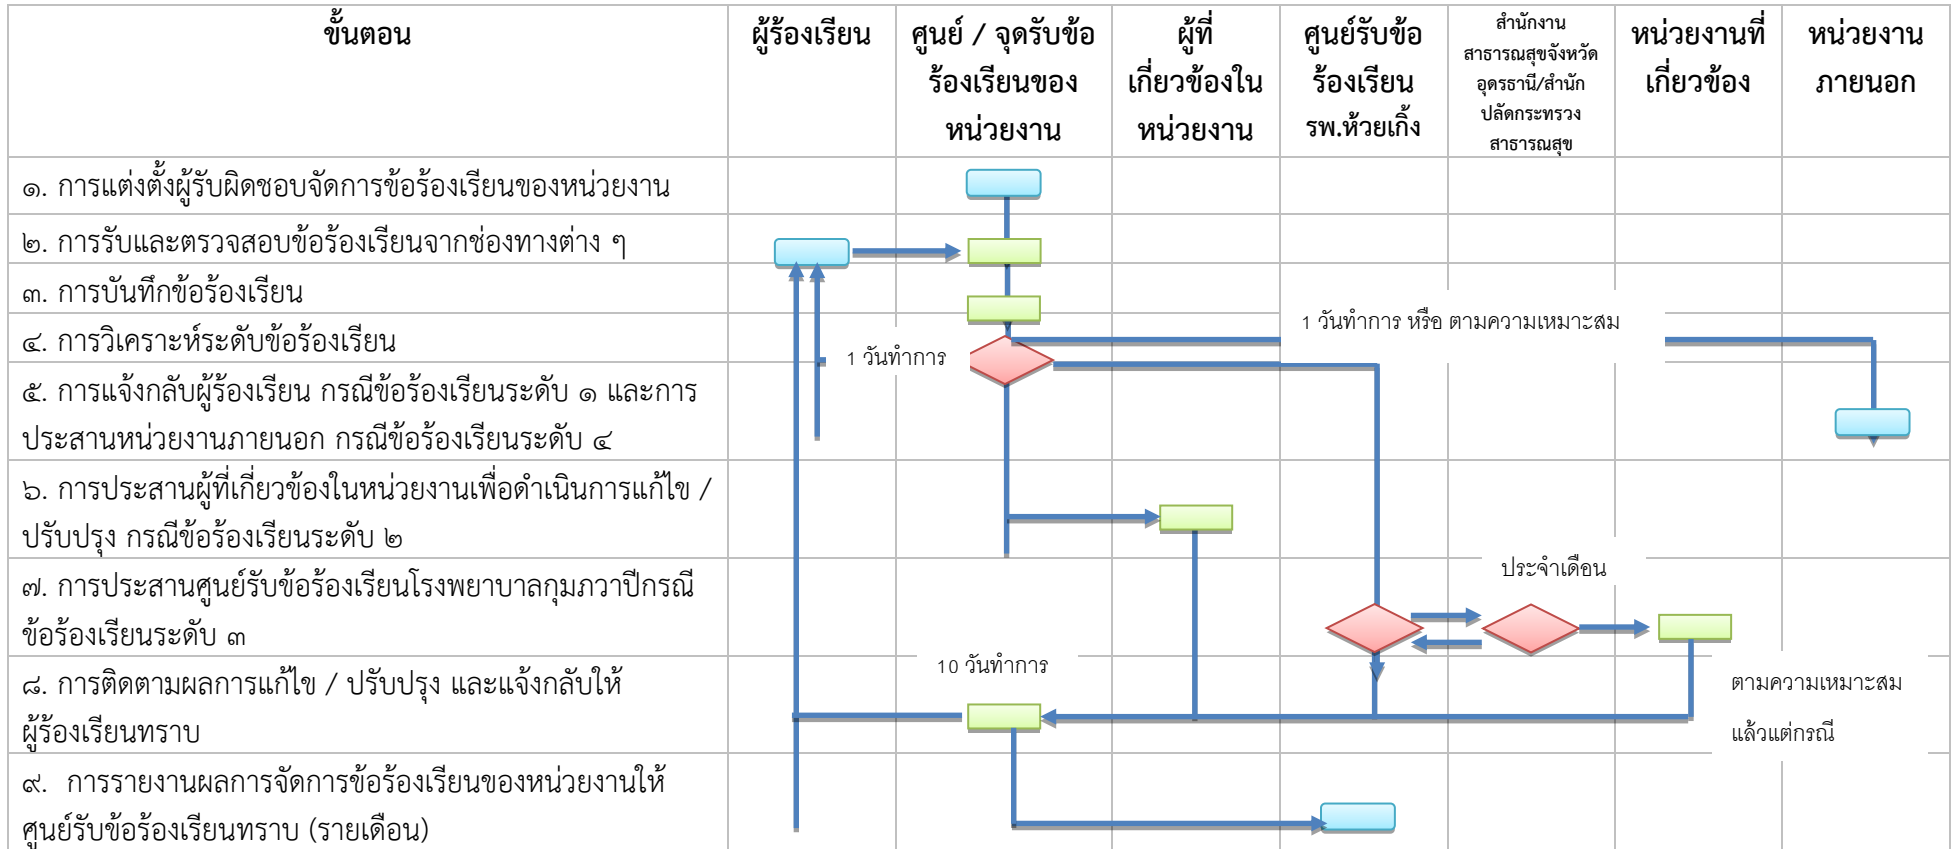 ขั้นตอน
ผู้ร้องเรียน
ศูนย์ / จุดรับข้อ
ร้องเรียนของ
หน่วยงาน
ผู้ที่
เกี่ยวข้องใน
หน่วยงาน
ศูนย์รับข้อ
ร้องเรียน
รพ.ห้วยเกิ้ง
สำนักงาน
สาธารณสุขจังหวัด
อุดรธานี/สำนัก
ปลัดกระทรวง
สาธารณสุข
หน่วยงานที่
เกี่ยวข้อง
หน่วยงาน
ภายนอก
๑. การแต่งตั้งผู้รับผิดชอบจัดการข้อร้องเรียนของหน่วยงาน
๒. การรับและตรวจสอบข้อร้องเรียนจากช่องทางต่าง ๆ
๓. การบันทึกข้อร้องเรียน
1 วันทำการ หรือ ตามความเหมาะสม
๔. การวิเคราะห์ระดับข้อร้องเรียน
1 วันทำการ
๕. การแจ้งกลับผู้ร้องเรียน กรณีข้อร้องเรียนระดับ ๑ และการ
ประสานหน่วยงานภายนอก กรณีข้อร้องเรียนระดับ ๔
๖. การประสานผู้ที่เกี่ยวข้องในหน่วยงานเพื่อดำเนินการแก้ไข /
ปรับปรุง กรณีข้อร้องเรียนระดับ ๒
ประจำเดือน
๗. การประสานศูนย์รับข้อร้องเรียนโรงพยาบาลกุมภวาปีกรณี
ข้อร้องเรียนระดับ ๓
10 วันทำการ
๘. การติดตามผลการแก้ไข / ปรับปรุง และแจ้งกลับให้
ผู้ร้องเรียนทราบ
ตามความเหมาะสม
แล้วแต่กรณี
๙. การรายงานผลการจัดการข้อร้องเรียนของหน่วยงานให้
ศูนย์รับข้อร้องเรียนทราบ (รายเดือน)